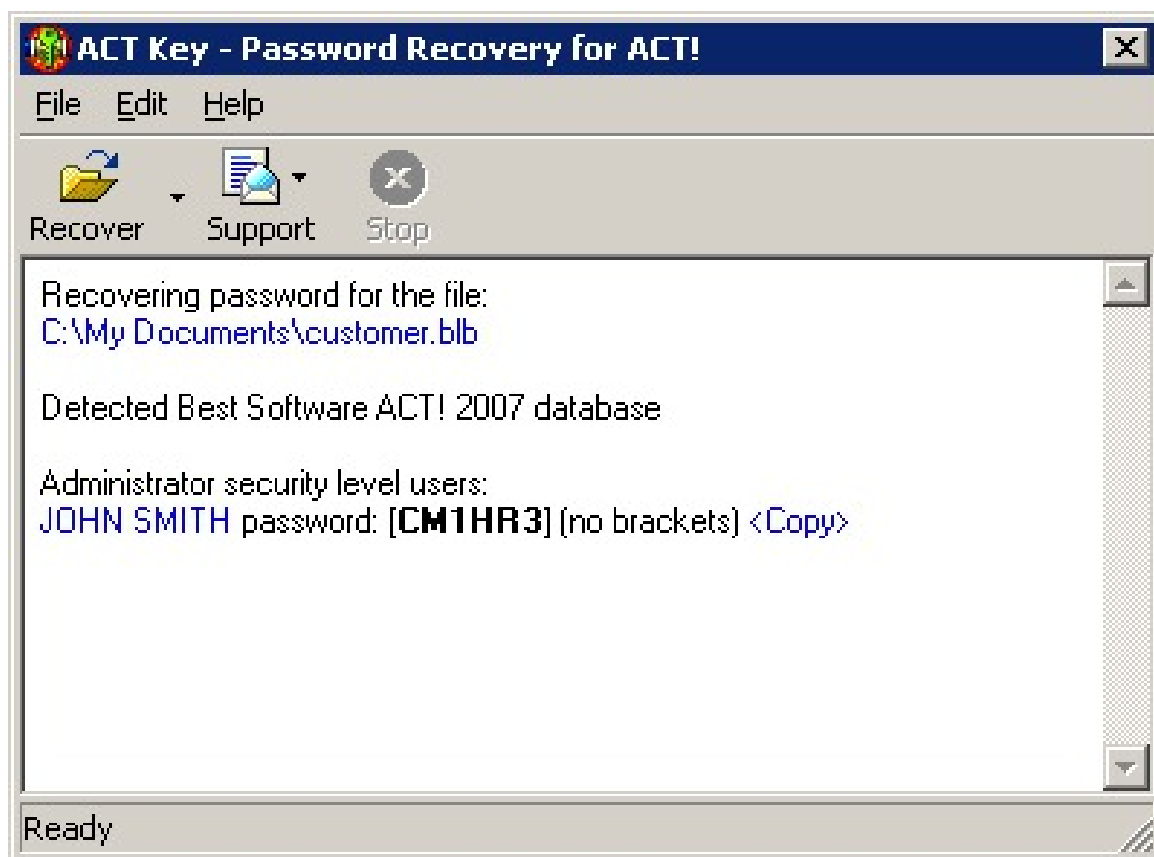 ACT Key - Password Recovery for ACT!
File Edit Help
Recover Support Stop
Recovering password for the file:
C:\My Documents\customer.blb
Detected Best Software ACT! 2007 database
Administrator security level users:
JOHN SMITH password: [CM1HR3] (no brackets) <Copy>
Ready